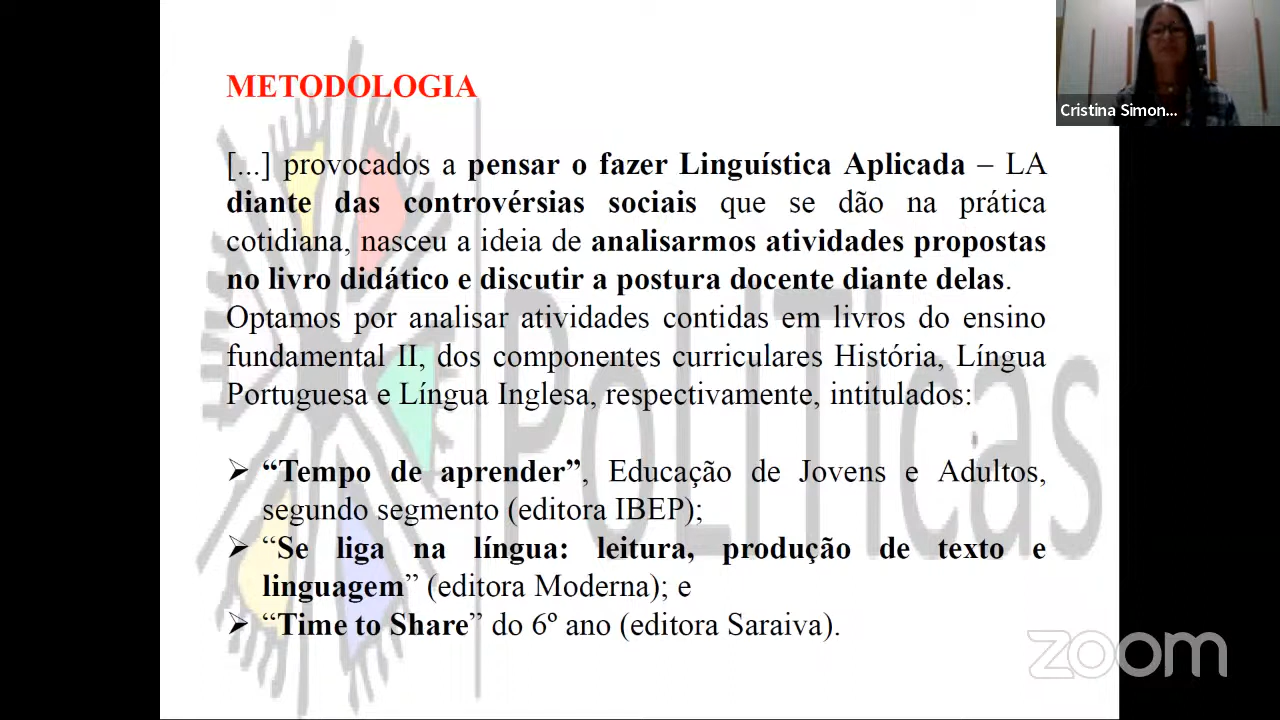 METODOLOGIA
Cristina Simon...
[...] provocados a pensar o fazer Linguística Aplicada – LA
diante das controvérsias sociais que se dão na prática
cotidiana, nasceu a ideia de analisarmos atividades propostas
no livro didático e discutir a postura docente diante delas.
Optamos por analisar atividades contidas em livros do ensino
fundamental II, dos componentes curriculares História, Língua
Portuguesa e Língua Inglesa, respectivamente, intitulados:
➢ “Tempo de aprender”, Educação de Jovens e Adultos,
segundo segmento (editora IBEP);
➢ “Se liga na língua: leitura, produção de texto e
linguagem” (editora Moderna); e
➢ “Time to Share” do 6º ano (editora Saraiva).
PoLiTicas
zoom